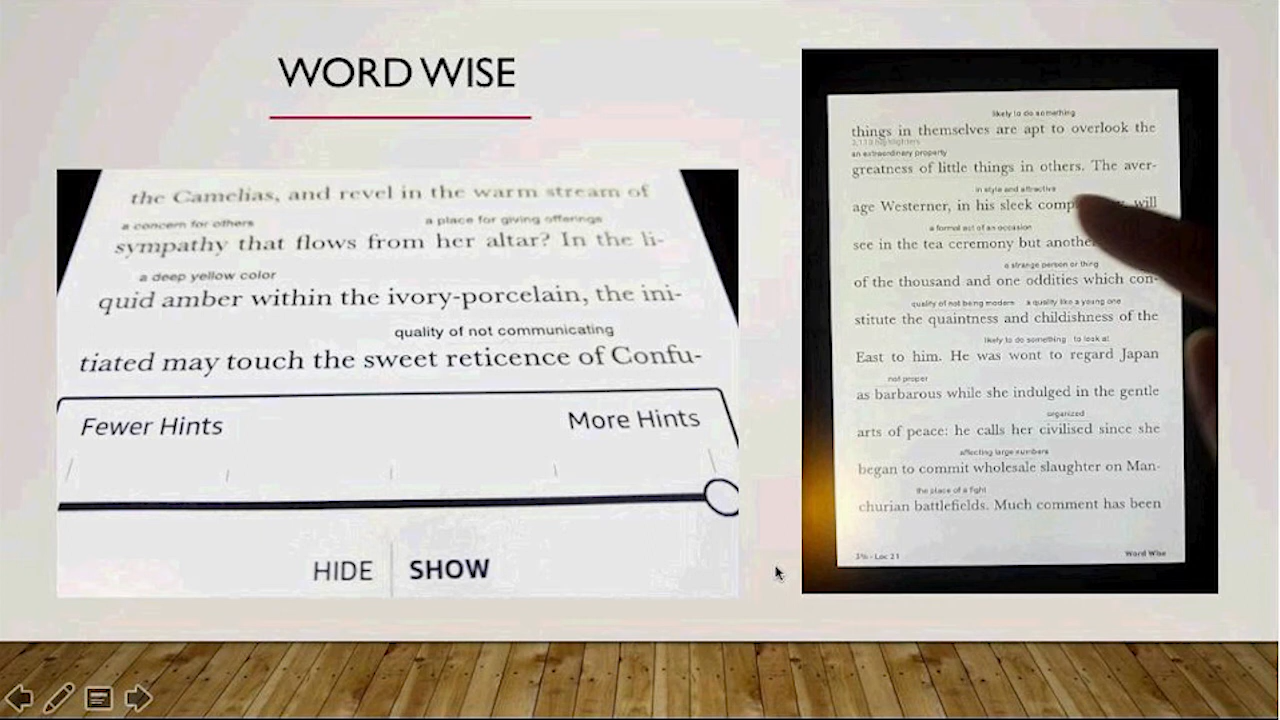 WORD WISE
the Camelias, and revel in the warm stream of
a concern for others a place for giving offerings
sympathy that flows from her altar? In the li-
a deep yellow color
quid amber within the ivory-porcelain, the ini-
quality of not communicating
tiated may touch the sweet reticence of Confu-
Fewer Hints More Hints
HIDE SHOW
likely to do something
things in themselves are apt to overlook the
highlighters
an extraordinary property
greatness of little things in others. The aver-
in style and attractive
age Westerner, in his sleek comp will
a formal act of an occasion
see in the tea ceremony but anothe
a strange person or thing
of the thousand and one oddities which con-
quality of not being modern a quality like a young one
stitute the quaintness and childishness of the
likely to do something to look at
East to him. He was wont to regard Japan
not proper
as barbarous while she indulged in the gentle
organized
arts of peace: he calls her civilised since she
affecting large numbers
began to commit wholesale slaughter on Man-
the place of a fight
churian battlefields. Much comment has been
3% - Loc 21 Word Wise